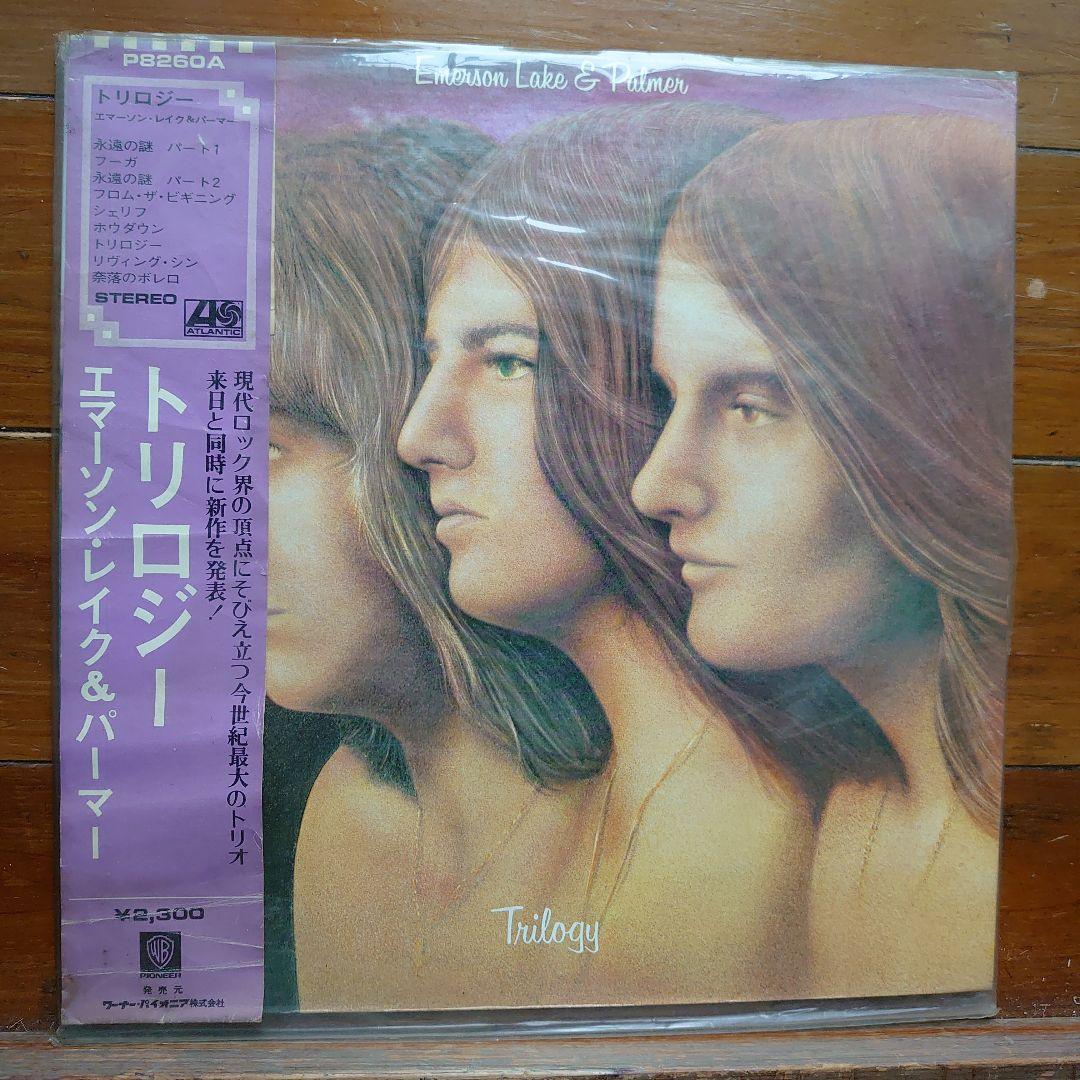 P8260A
トリロジー
エマーソン・レイク&パーマー
永遠の謎 パート1
フーガ
永遠の謎 パート2
フロム・ザ・ビギニング
シェリフ
ホウダウン
トリロジー
リヴィング・シン
奈落のボレロ
STEREO
ATLANTIC
現代ロック界の頂点にそびえ立つ今世紀最大のトリオ
来日と同時に新作を発表!
トリロジー
エマーソン・レイク&パーマー
¥2,300
WB
PIONEER
発売元
ワーナー・パイオニア株式会社
Emerson Lake & Palmer
Trilogy